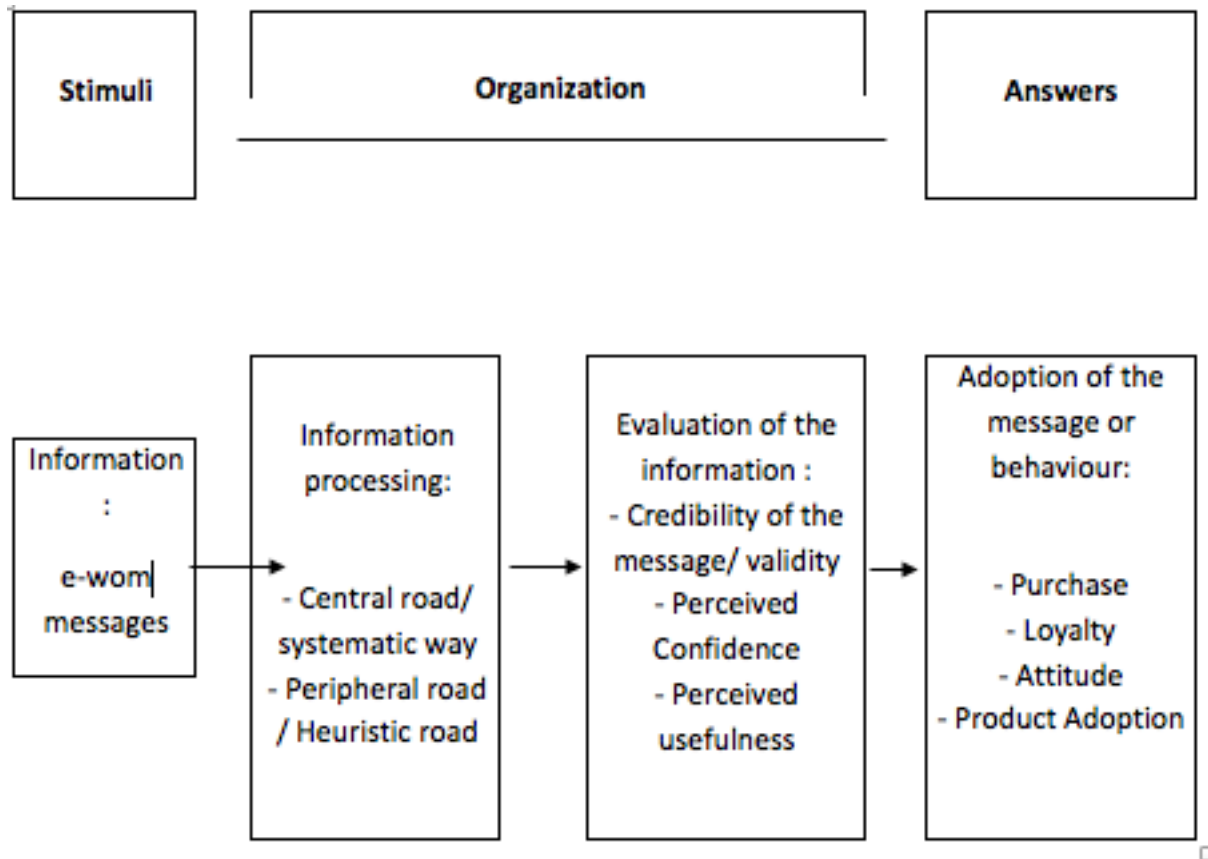 Stimuli
Organization
Answers
Information
:
e-wom
messages
Information
processing:
- Central road/
systematic way
- Peripheral road
/ Heuristic road
Evaluation of the
information :
- Credibility of the
message/ validity
- Perceived
Confidence
- Perceived
usefulness
Adoption of the
message or
behaviour:
- Purchase
- Loyalty
- Attitude
- Product Adoption